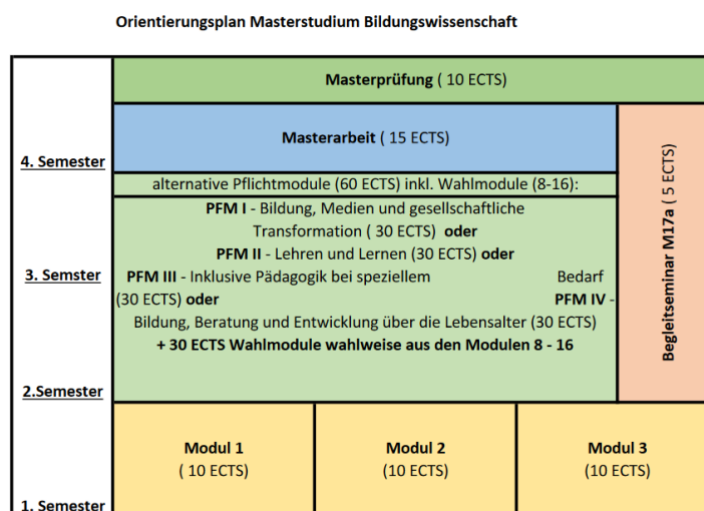 Orientierungsplan Masterstudium Bildungswissenschaft
Masterprüfung ( 10 ECTS)
Masterarbeit ( 15 ECTS)
4. Semester
alternative Pflichtmodule (60 ECTS) inkl. Wahlmodule (8-16):
PFM I - Bildung, Medien und gesellschaftliche
Transformation ( 30 ECTS) oder
PFM II - Lehren und Lernen (30 ECTS) oder
3. Semster
PFM III - Inklusive Pädagogik bei speziellem Bedarf
(30 ECTS) oder PFM IV -
Bildung, Beratung und Entwicklung über die Lebensalter (30 ECTS)
+ 30 ECTS Wahlmodule wahlweise aus den Modulen 8 - 16
Begleitseminar M17a ( 5 ECTS)
2.Semester
Modul 1
( 10 ECTS)
Modul 2
(10 ECTS)
Modul 3
(10 ECTS)
1. Semester